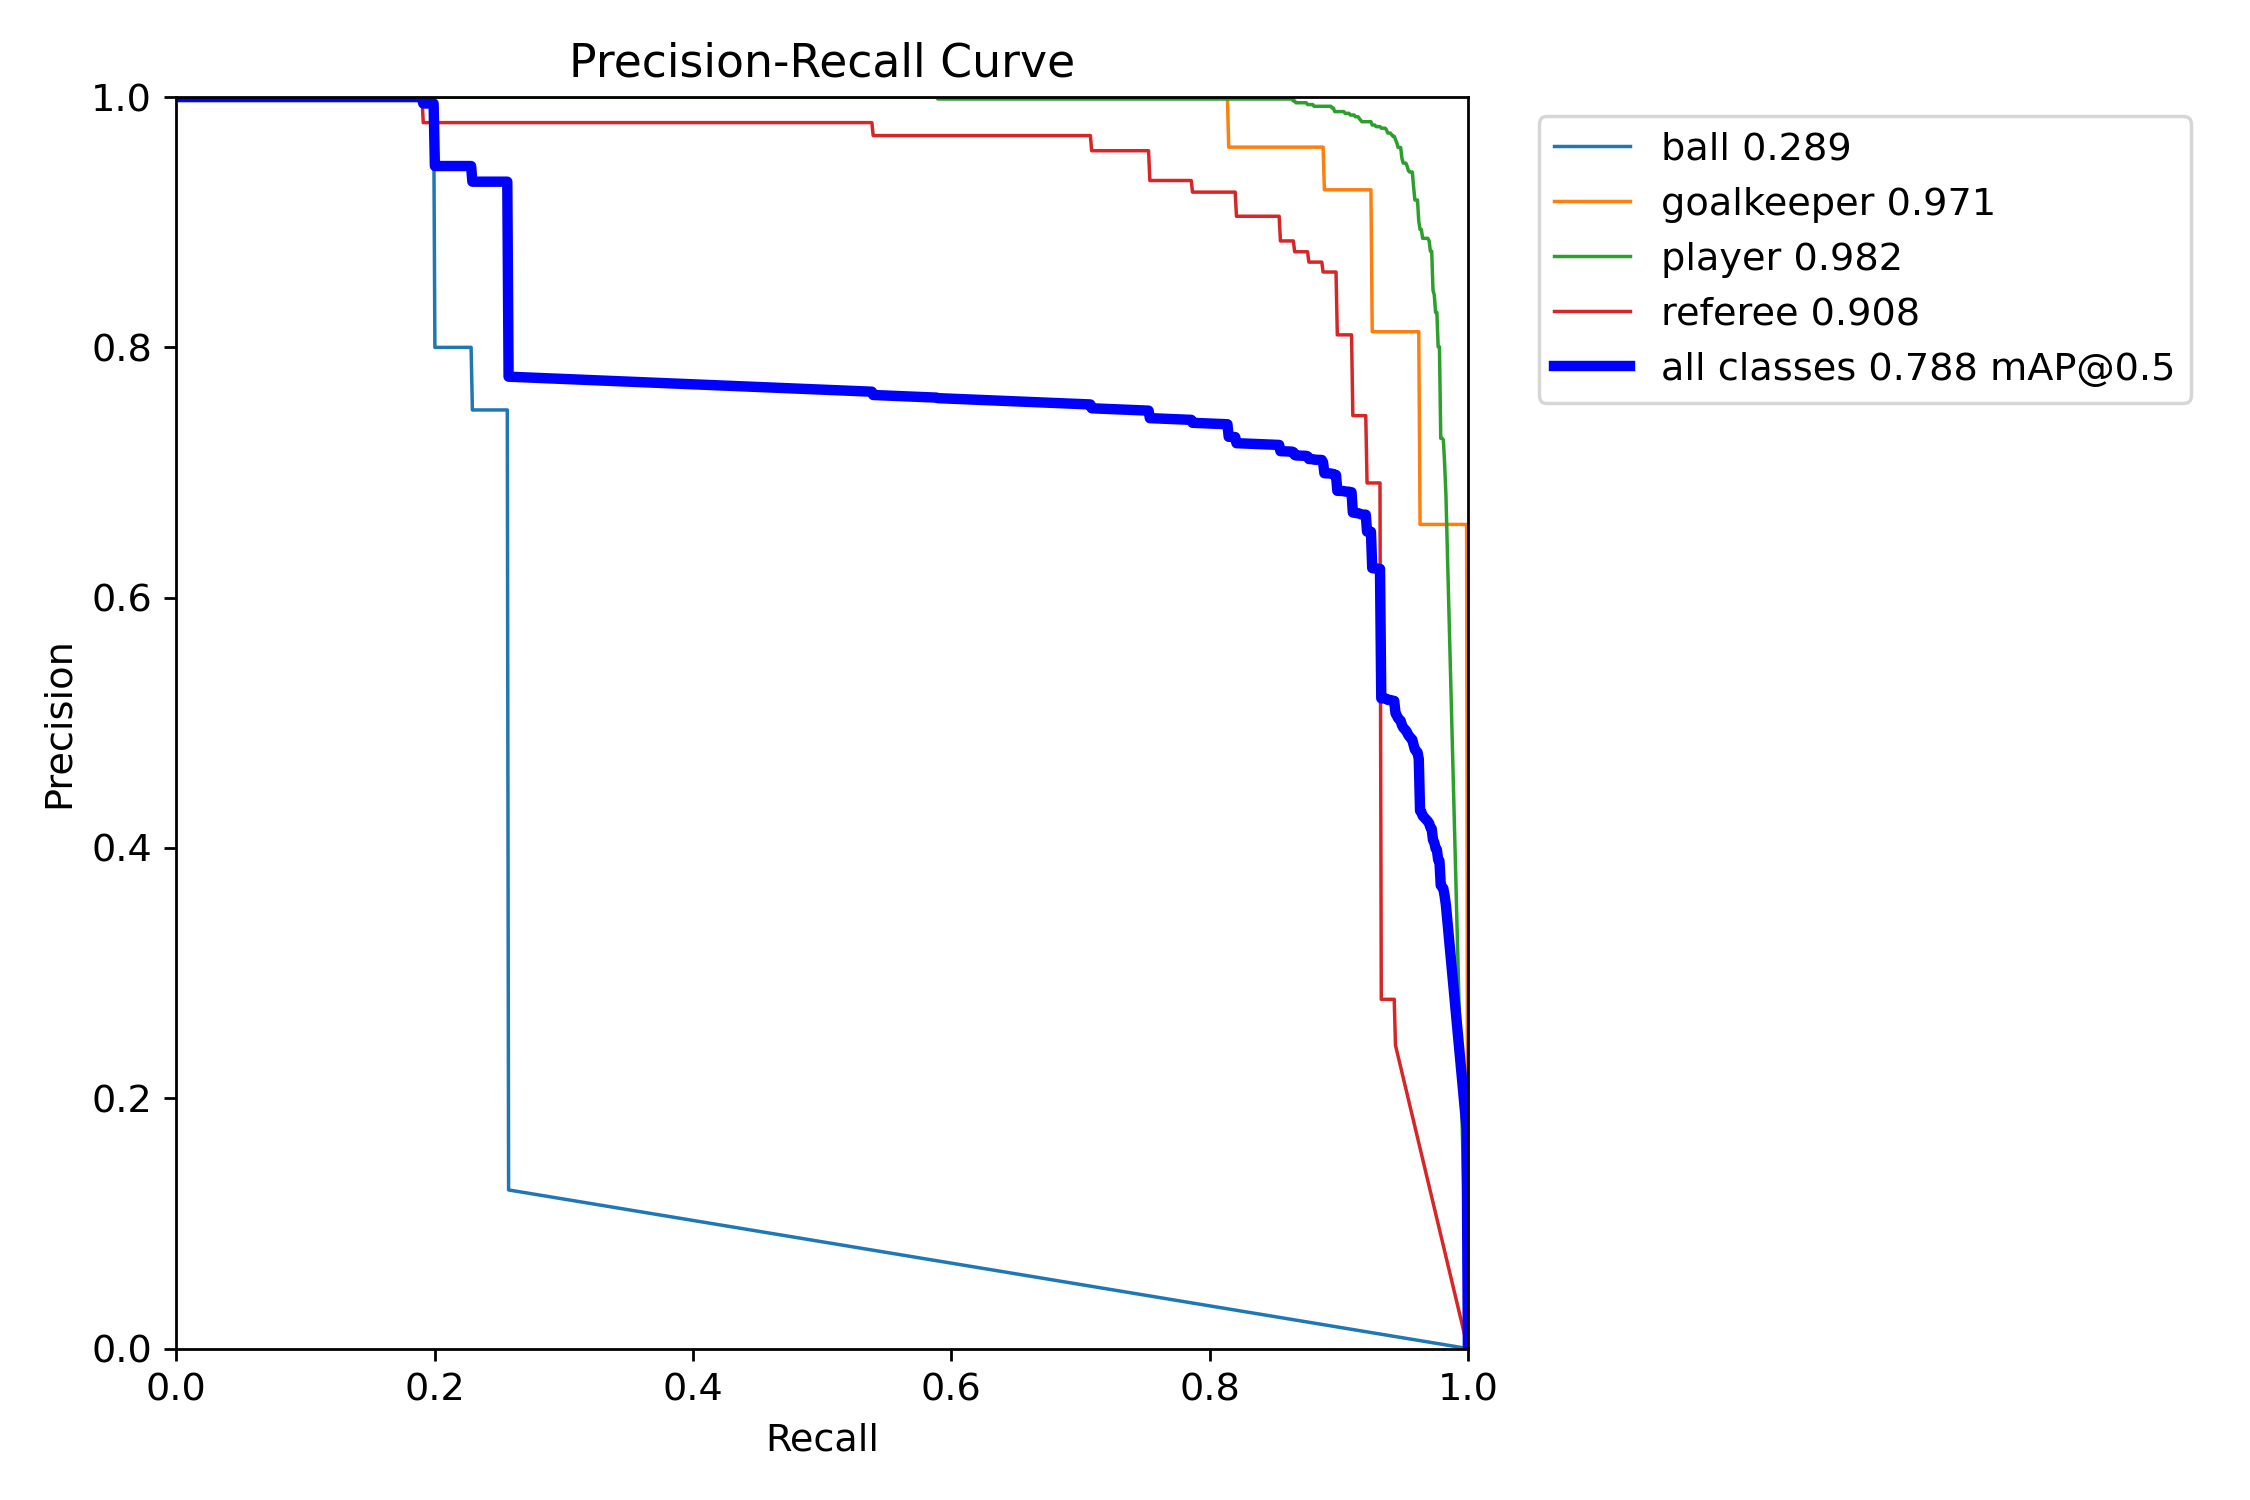 Precision-Recall Curve
1.0
0.8
0.6
0.4
0.2
0.0
Precision
0.0 0.2 0.4 0.6 0.8 1.0
Recall
ball 0.289
goalkeeper 0.971
player 0.982
referee 0.908
all classes 0.788 mAP@0.5